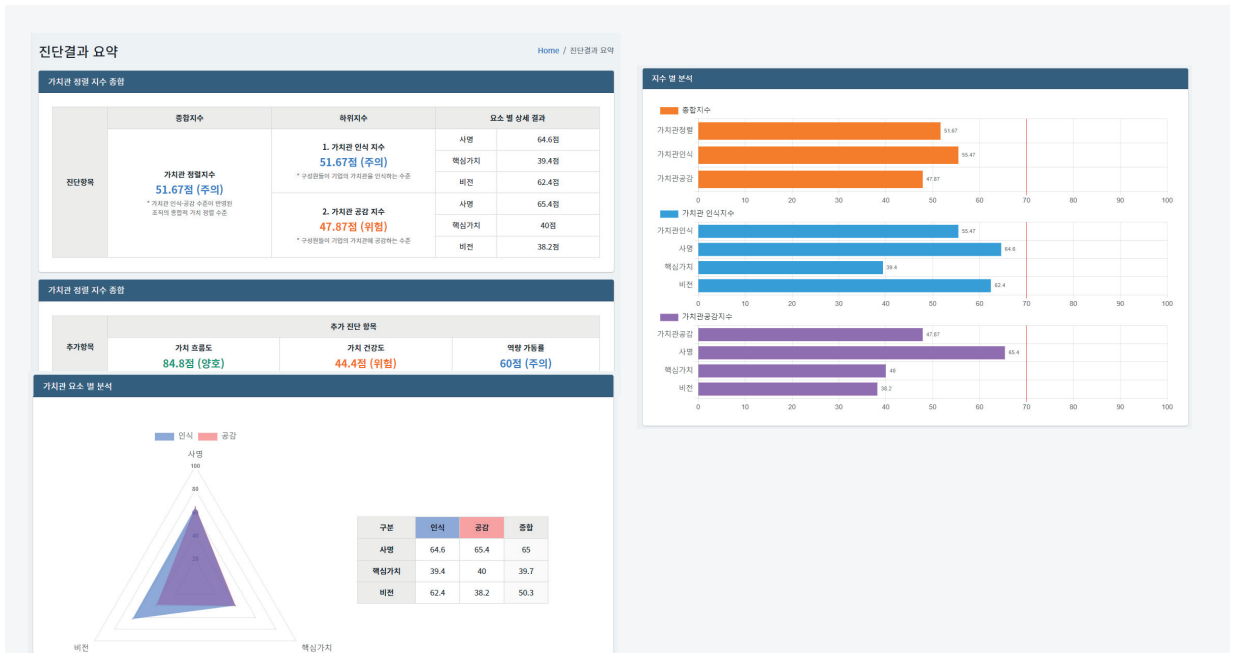 진단결과 요약
Home / 진단결과 요약
가치관 정렬 지수 종합
종합지수 하위지수 요소 별 상세 결과
진단항목
가치관 정렬지수
51.67점 (주의)
* 가치관 인식·공감 수준이 반영된
조직의 종합적 가치 정렬 수준
1. 가치관 인식 지수
51.67점 (주의)
* 구성원들이 기업의 가치관을 인식하는 수준
2. 가치관 공감 지수
47.87점 (위험)
* 구성원들이 기업의 가치관에 공감하는 수준
사명 64.6점
핵심가치 39.4점
비전 62.4점
사명 65.4점
핵심가치 40점
비전 38.2점
가치관 정렬 지수 종합
추가항목
추가 진단 항목
가치 흐름도 가치 건강도 역량 가동률
84.8점 (양호) 44.4점 (위험) 60점 (주의)
가치관 요소 별 분석
인식 공감
사명
100
80
60
40
20
비전 핵심가치
구분 인식 공감 종합
사명 64.6 65.4 65
핵심가치 39.4 40 39.7
비전 62.4 38.2 50.3
지수 별 분석
종합지수
가치관정렬 51.67
가치관인식 55.47
가치관공감 47.87
0 10 20 30 40 50 60 70 80 90 100
가치관 인식지수
가치관인식 55.47
사명 64.6
핵심가치 39.4
비전 62.4
0 10 20 30 40 50 60 70 80 90 100
가치관공감지수
가치관공감 47.87
사명 65.4
핵심가치 40
비전 38.2
0 10 20 30 40 50 60 70 80 90 100